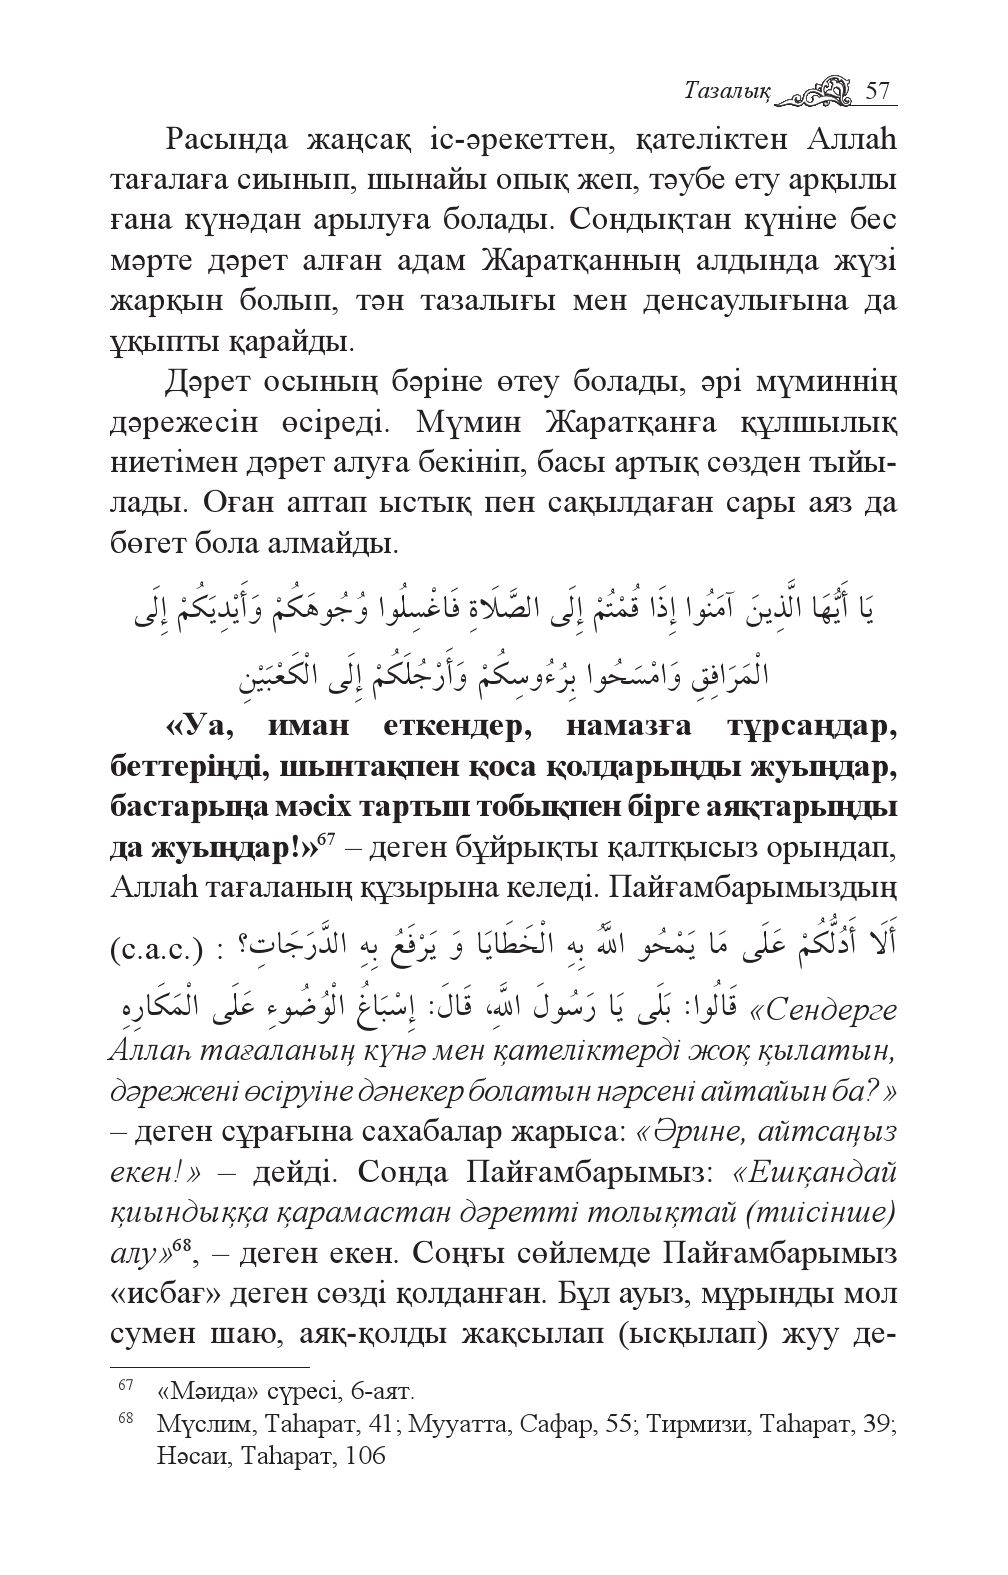 Тазалық 57
Расында жаңсақ іс-әрекеттен, қателіктен Аллаһ
тағалаға сиынып, шынайы опық жеп, тәубе ету арқылы
ғана күнәдан арылуға болады. Сондықтан күніне бес
мәрте дәрет алған адам Жаратқанның алдында жүзі
жарқын болып, тән тазалығы мен денсаулығына да
ұқыпты қарайды.
Дәрет осының бәріне өтеу болады, әрі мүминнің
дәрежесін өсіреді. Мүмин Жаратқанға құлшылық
ниетімен дәрет алуға бекініп, басы артық сөзден тыйы-
лады. Оған аптап ыстық пен сақылдаған сары аяз да
бөгет бола алмайды.
يَا أَيُّهَا الَّذِينَ آمَنُوا إِذَا قُمْتُمْ إِلَى الصَّلَاةِ فَاغْسِلُوا وُجُوهَكُمْ وَأَيْدِيَكُمْ إِلَى
الْمَرَافِقِ وَامْسَحُوا بِرُءُوسِكُمْ وَأَرْجُلَكُمْ إِلَى الْكَعْبَيْنِ
«Уа, иман еткендер, намазға тұрсаңдар,
беттеріңді, шынтақпен қоса қолдарыңды жуыңдар,
бастарыңа мәсіх тартып тобықпен бірге аяқтарыңды
да жуыңдар!»67 – деген бұйрықты қалтқысыз орындап,
Аллаһ тағаланың құзырына келеді. Пайғамбарымыздың
(с.а.с.) : أَلَا أَدُلُّكُمْ عَلَى مَا يَمْحُو اللَّهُ بِهِ الْخَطَايَا وَ يَرْفَعُ بِهِ الدَّرَجَاتِ؟
قَالُوا: بَلَى يَا رَسُولَ اللَّهِ، قَالَ: إِسْبَاغُ الْوُضُوءِ عَلَى الْمَكَارِهِ «Сендерге
Аллаһ тағаланың күнә мен қателіктерді жоқ қылатын,
дәрежені өсіруіне дәнекер болатын нәрсені айтайын ба? »
– деген сұрағына сахабалар жарыса: «Әрине, айтсаңыз
екен!» – дейді. Сонда Пайғамбарымыз: «Ешқандай
қиындыққа қарамастан дәретті толықтай (тиісінше)
алу»68, – деген екен. Соңғы сөйлемде Пайғамбарымыз
«исбағ» деген сөзді қолданған. Бұл ауыз, мұрынды мол
сумен шаю, аяқ-қолды жақсылап (ысқылап) жуу де-
67 «Мәида» сүресі, 6-аят.
68 Мүслим, Таһарат, 41; Мууатта, Сафар, 55; Тирмизи, Таһарат, 39;
Нәсаи, Таһарат, 106